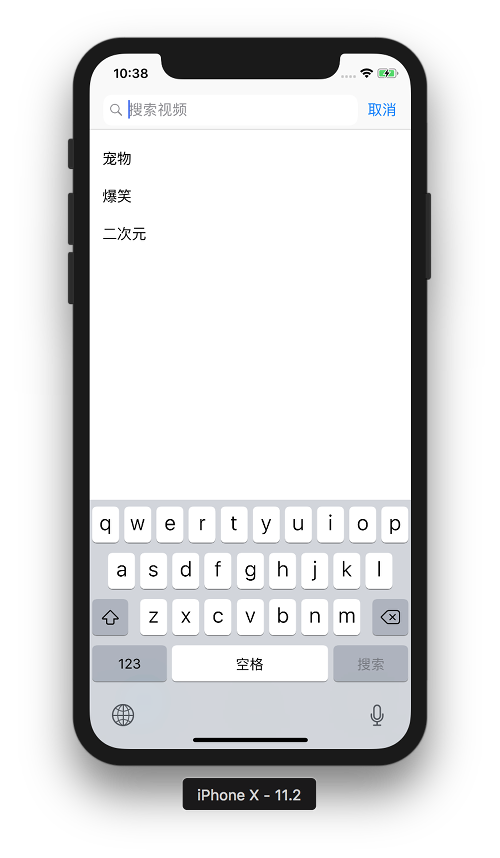 10:38
搜索视频 取消
宠物
爆笑
二次元
q w e r t y u i o p
a s d f g h j k l
z x c v b n m
123 空格 搜索
iPhone X - 11.2